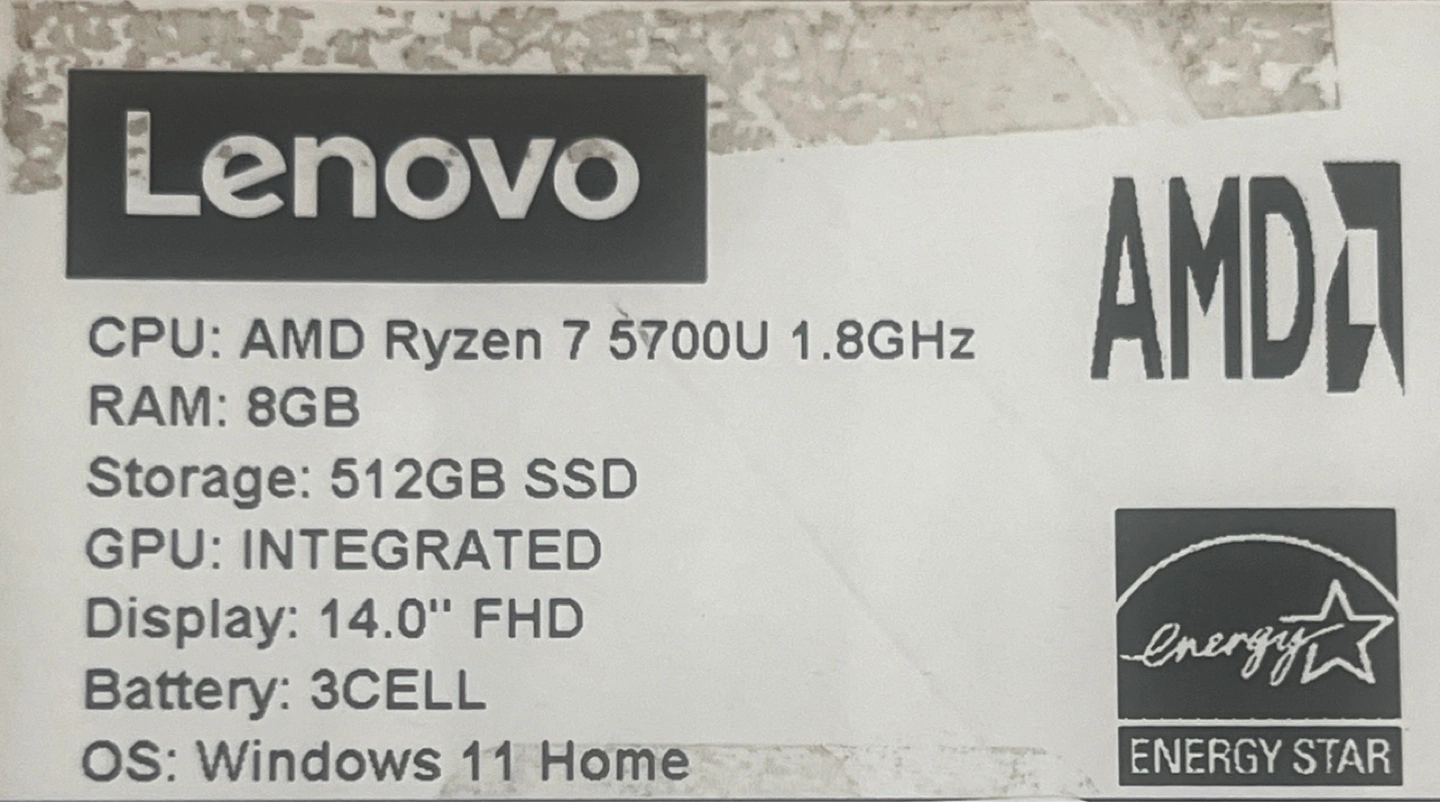 Lenovo
AMD
CPU: AMD Ryzen 7 5700U 1.8GHz
RAM: 8GB
Storage: 512GB SSD
GPU: INTEGRATED
Display: 14.0" FHD
Battery: 3CELL
OS: Windows 11 Home
energy
ENERGY STAR